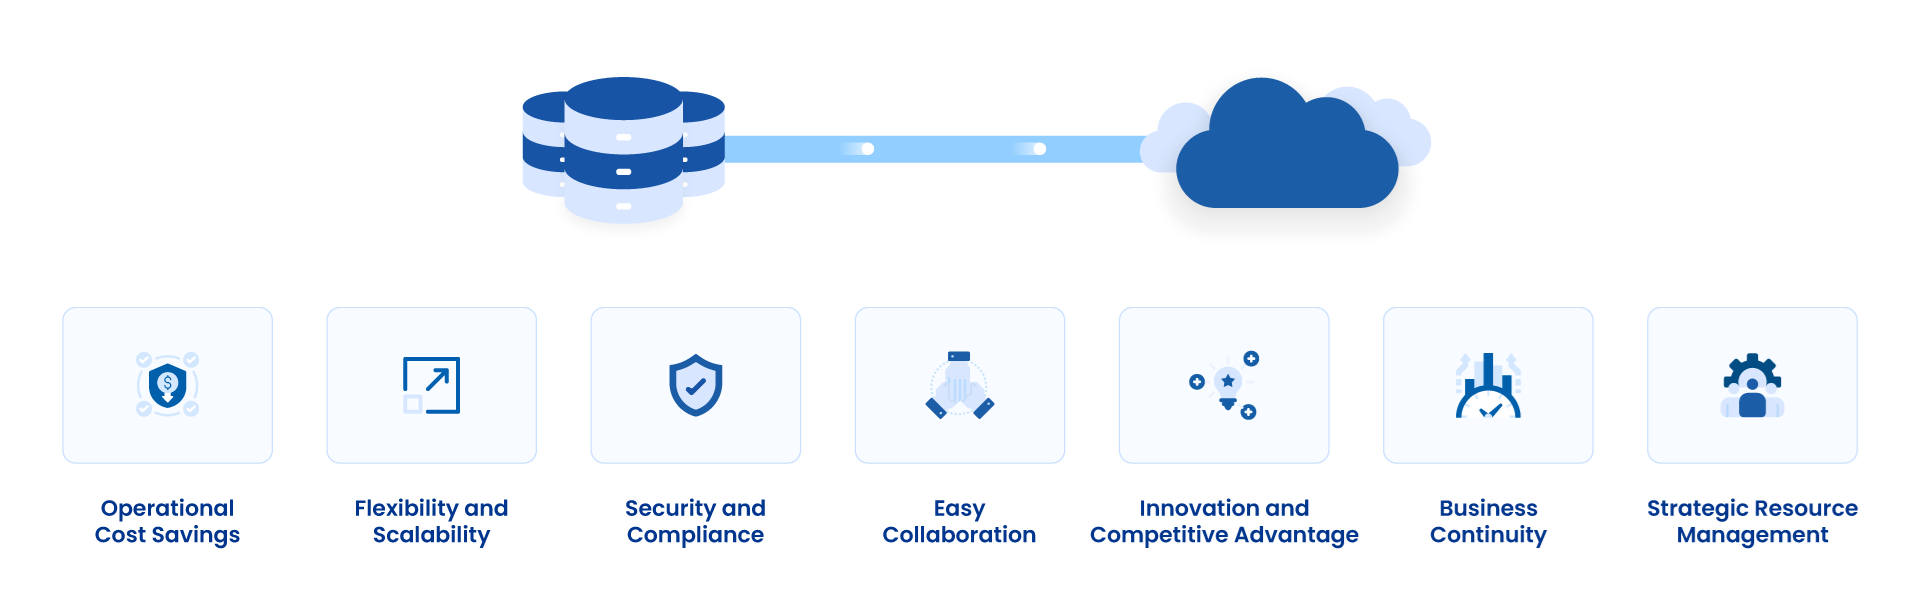 Operational
Cost Savings
Flexibility and
Scalability
Security and
Compliance
Easy
Collaboration
Innovation and
Competitive Advantage
Business
Continuity
Strategic Resource
Management